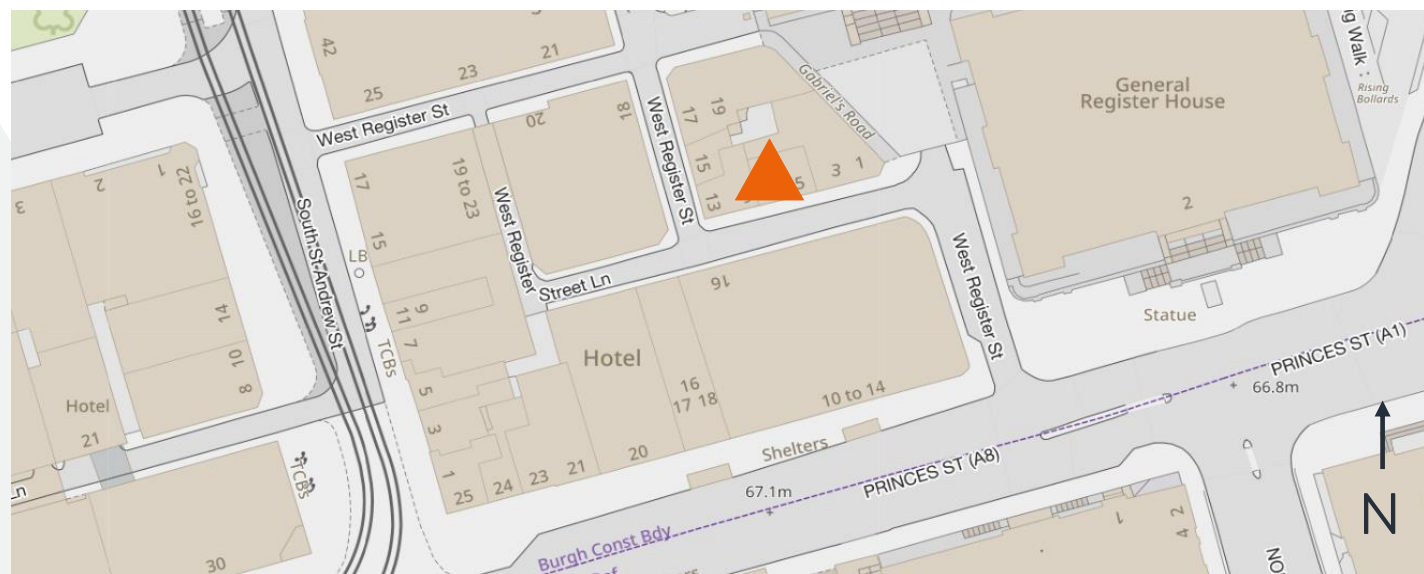 42
25
23
21
West Register St
20
18
West Register St
17
19
15
13
5
3
1
Gabriel's Road
General
Register House
2
Rising
Bollards
Statue
3
2
1
16 to 22
14
10
8
Hotel
21
South St Andrew St
17
15
LB
19 to 23
West Register
Street Ln
9
11
7
5
3
1
TCBs
Hotel
16
16
17 18
10 to 14
West Register St
25
24
23
21
20
Shelters
67.1m
PRINCES ST (A8)
PRINCES ST (A1)
66.8m
TCBs
30
Burgh Const Bdy
1
2
4
N